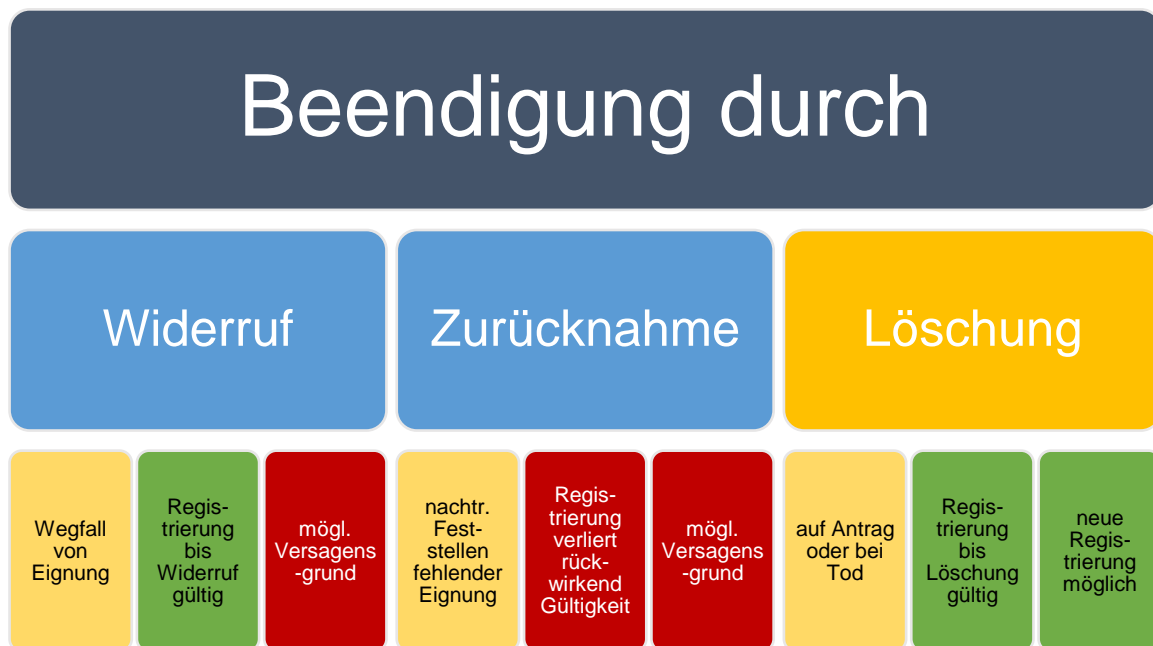 Beendigung durch
Widerruf
Zurücknahme
Löschung
Wegfall
von
Eignung
Regis-
trierung
bis
Widerruf
gültig
mögl.
Versagens
-grund
nachtr.
Fest-
stellen
fehlender
Eignung
Regis-
trierung
verliert
rück-
wirkend
Gültigkeit
mögl.
Versagens
-grund
auf Antrag
oder bei
Tod
Regis-
trierung
bis
Löschung
gültig
neue
Regis-
trierung
möglich